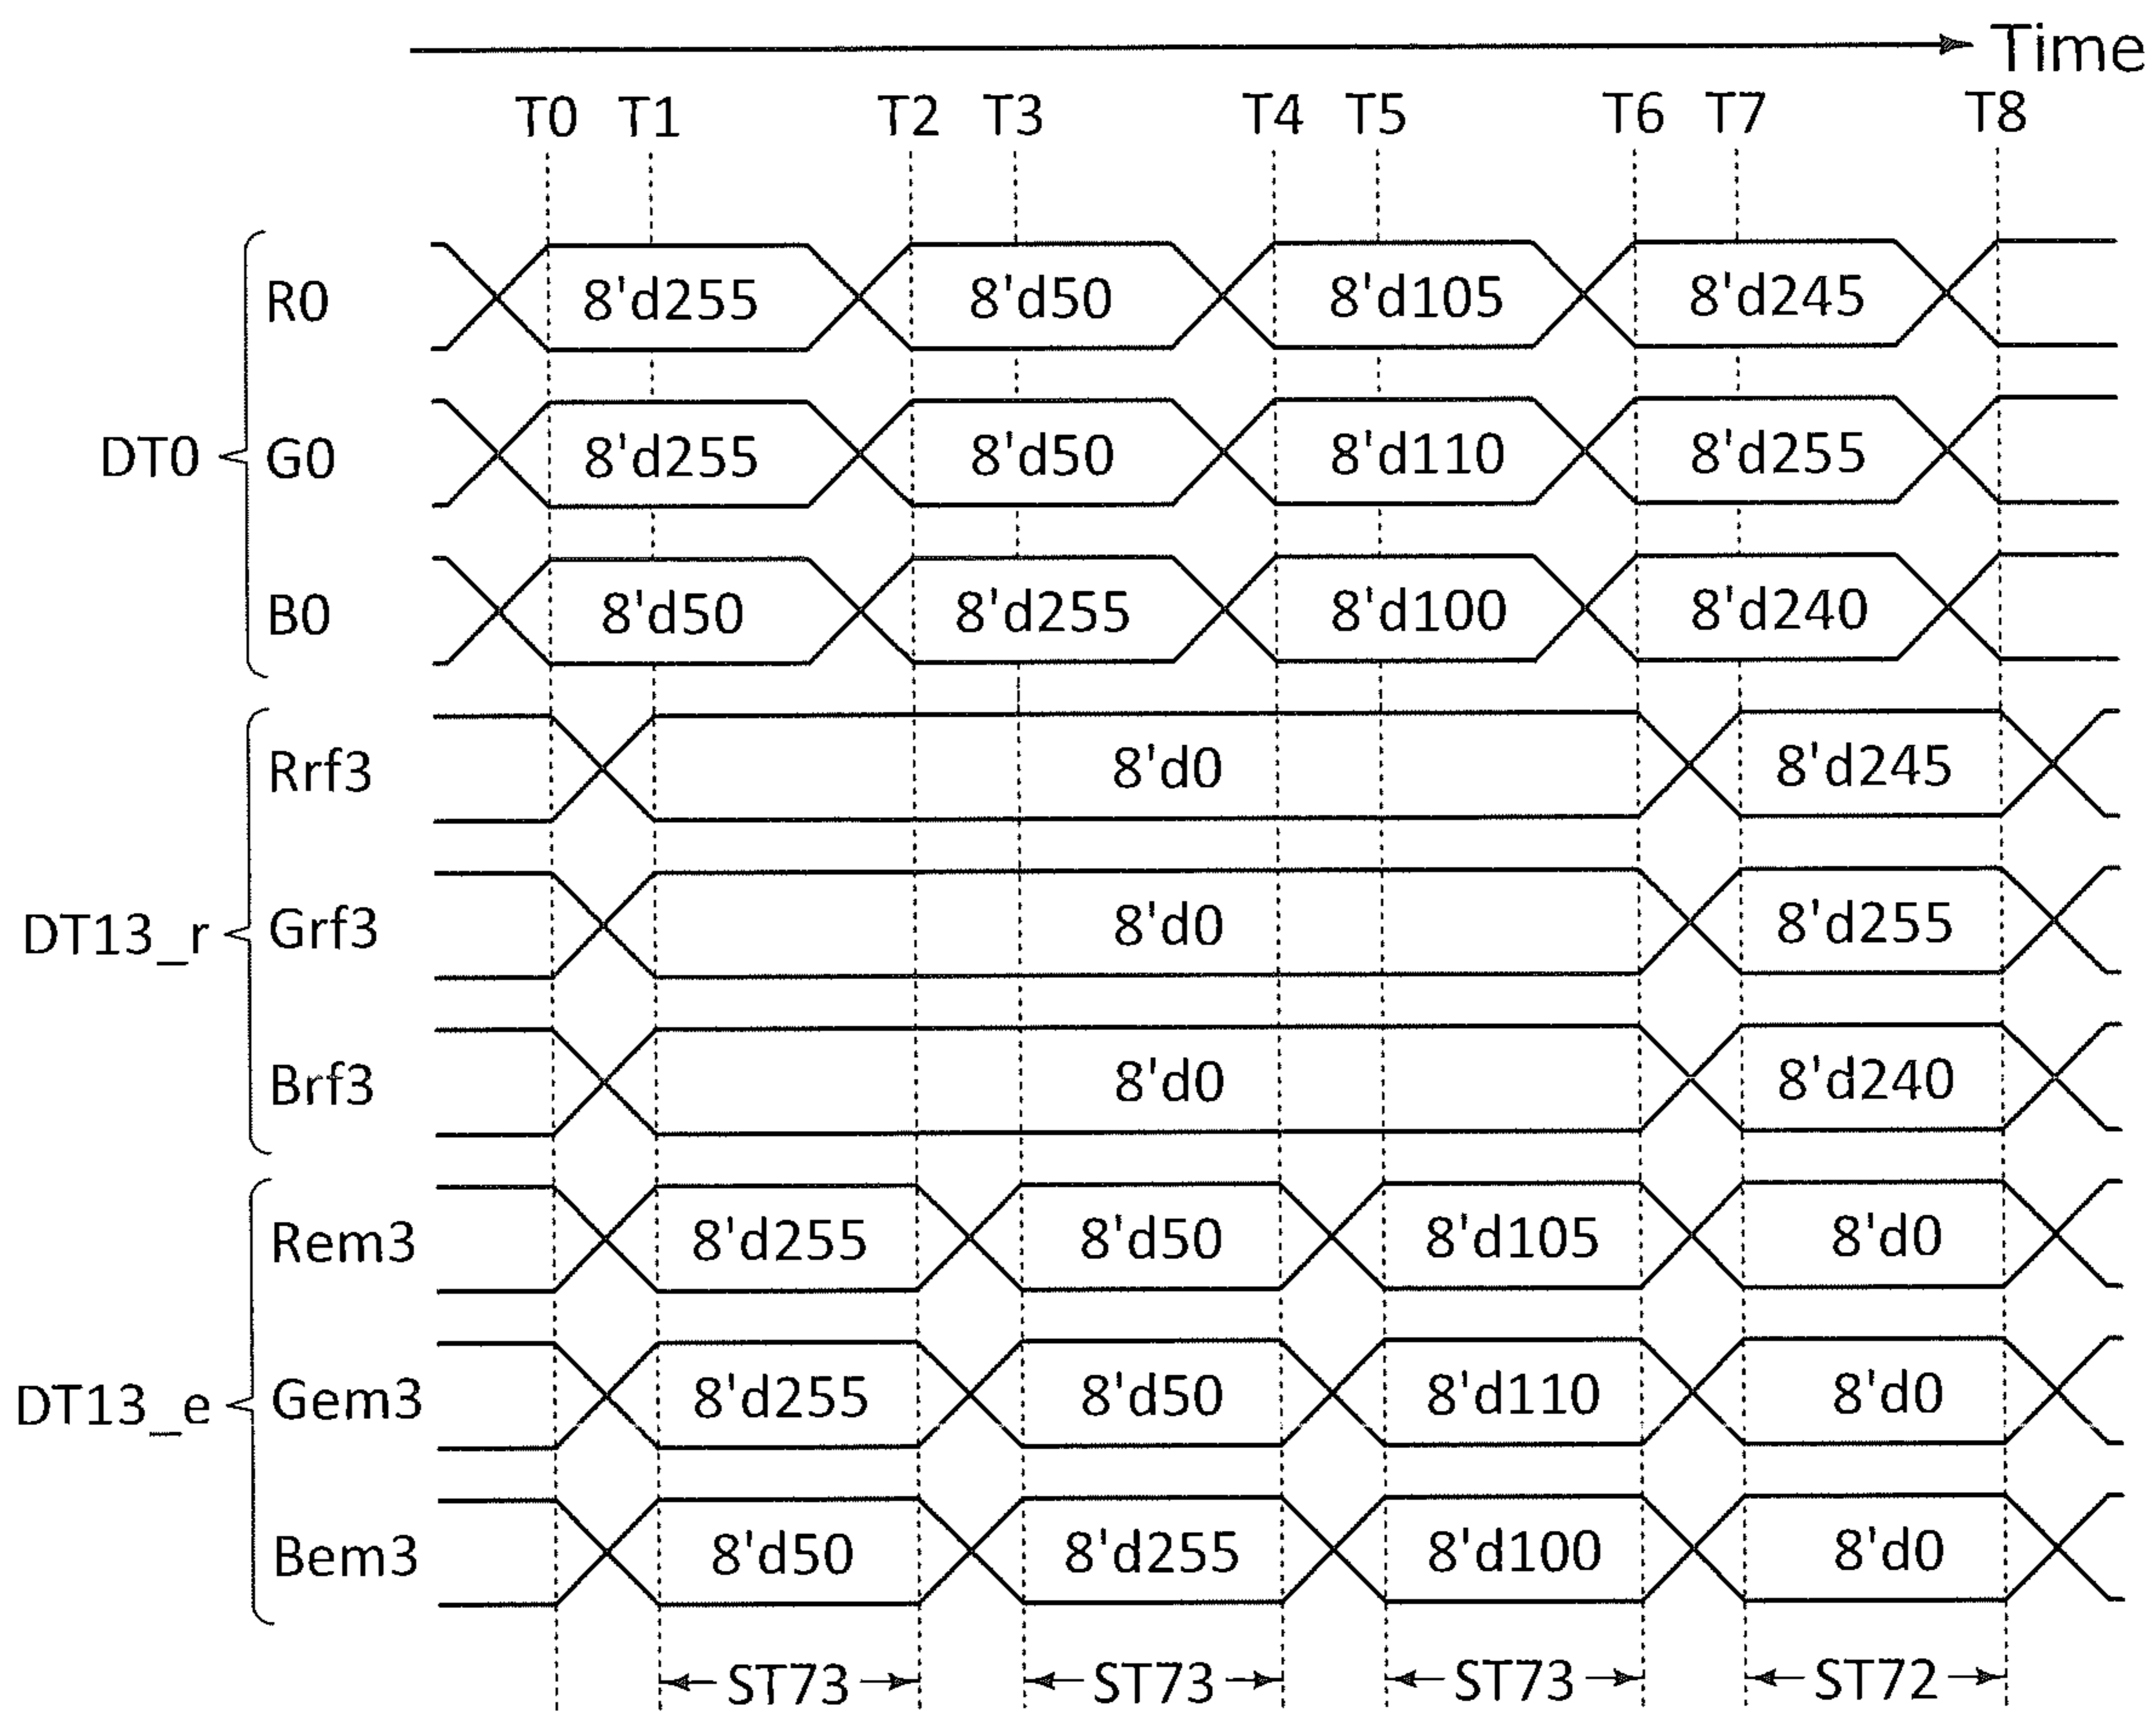 Time
T0 T1 T2 T3 T4 T5 T6 T7 T8
R0 8'd255 8'd50 8'd105 8'd245
DT0 G0 8'd255 8'd50 8'd110 8'd255
B0 8'd50 8'd255 8'd100 8'd240
Rrf3 8'd0 8'd245
DT13_r Grf3 8'd0 8'd255
Brf3 8'd0 8'd240
Rem3 8'd255 8'd50 8'd105 8'd0
DT13_e Gem3 8'd255 8'd50 8'd110 8'd0
Bem3 8'd50 8'd255 8'd100 8'd0
ST73 ST73 ST73 ST72